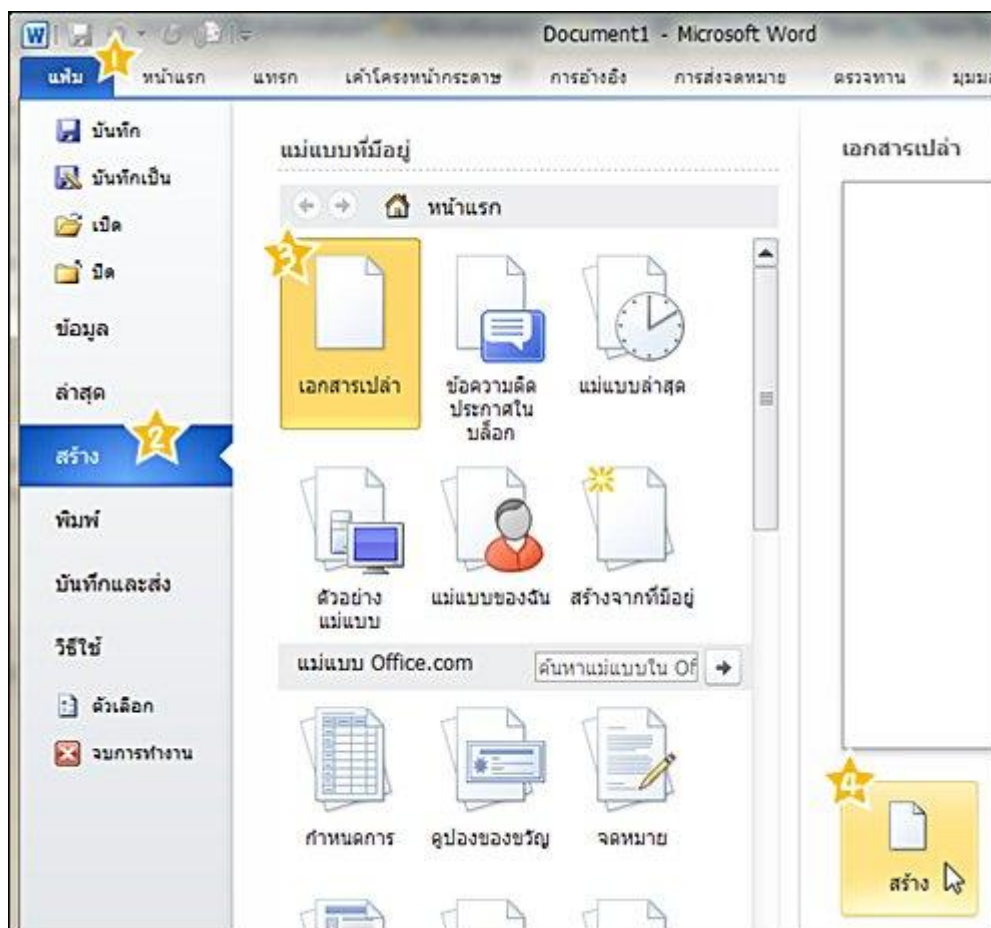 Document1 - Microsoft Word
1
แฟ้ม หน้าแรก แทรก เค้าโครงหน้ากระดาษ การอ้างอิง การส่งจดหมาย ตรวจทาน
บันทึก
บันทึกเป็น
เปิด
ปิด
ข้อมูล
ล่าสุด
2
สร้าง
พิมพ์
บันทึกและส่ง
วิธีใช้
ตัวเลือก
จบการทำงาน
แม่แบบที่มีอยู่
หน้าแรก
3
เอกสารเปล่า
ข้อความติด
ประกาศใน
บล็อก
แม่แบบล่าสุด
ตัวอย่าง
แม่แบบ
แม่แบบของฉัน
สร้างจากที่มีอยู่
แม่แบบ Office.com
ค้นหาแม่แบบใน Of
กำหนดการ
คูปองของขวัญ
จดหมาย
เอกสารเปล่า
4
สร้าง